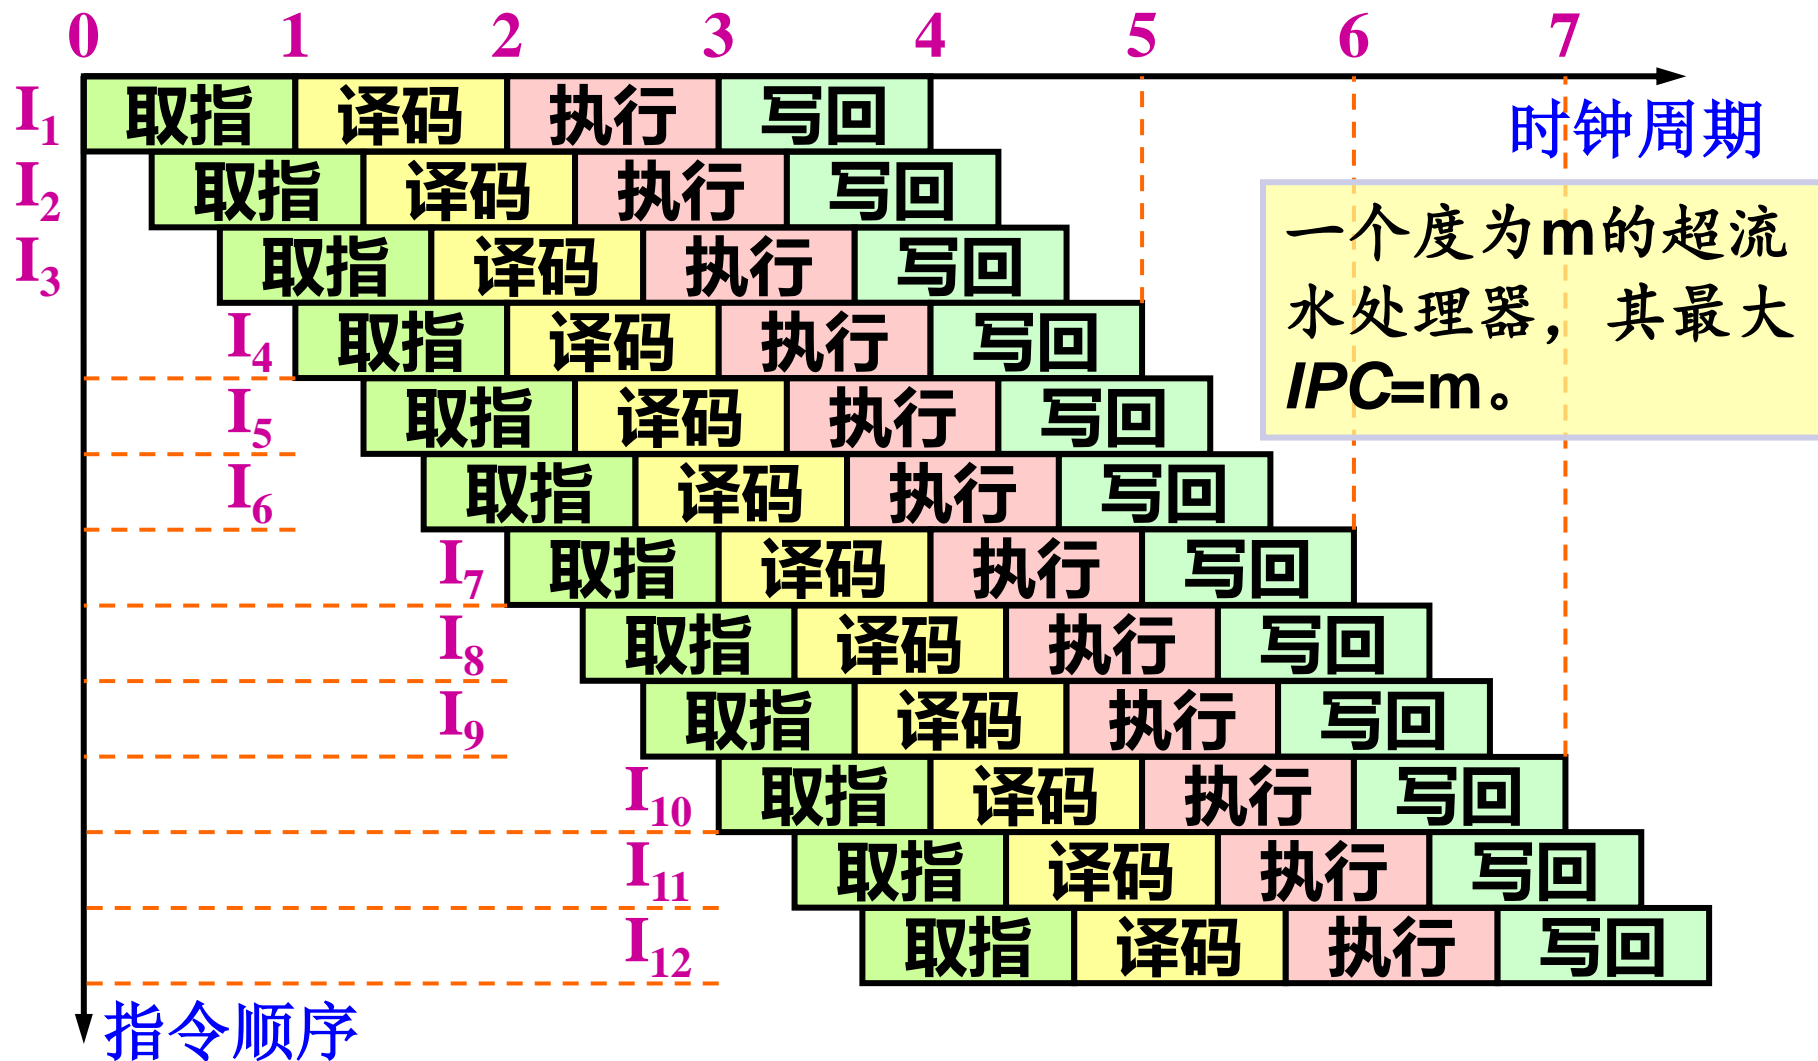 0 1 2 3 4 5 6 7
时钟周期
I1 取指 译码 执行 写回
I2 取指 译码 执行 写回
I3 取指 译码 执行 写回
I4 取指 译码 执行 写回
I5 取指 译码 执行 写回
I6 取指 译码 执行 写回
I7 取指 译码 执行 写回
I8 取指 译码 执行 写回
I9 取指 译码 执行 写回
I10 取指 译码 执行 写回
I11 取指 译码 执行 写回
I12 取指 译码 执行 写回
一个度为m的超流
水处理器，其最大
IPC=m。
指令顺序